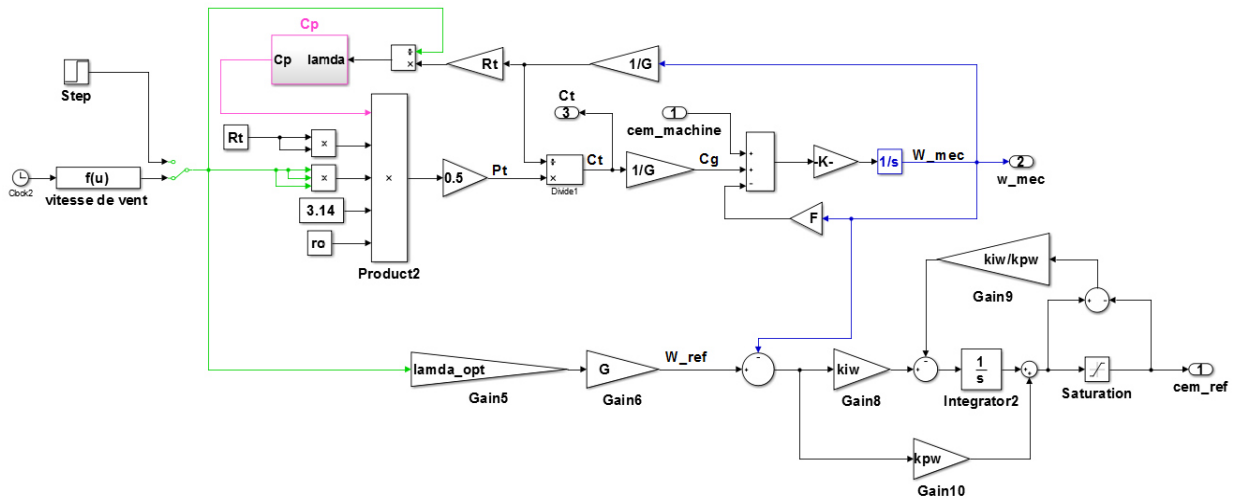 Cp
Cp lamda
÷
×
Rt
1/G
Step
Ct
3
1
cem_machine
Rt
×
f(u)
Clock2
vitesse de vent
×
×
0.5
Pt
÷
×
Divide1
Ct
1/G
Cg
+
+
-
-K-
1/s
W_mec
2
w_mec
3.14
ro
Product2
F
kiw/kpw
Gain9
+
-
lamda_opt
Gain5
G
Gain6
W_ref
-
+
kiw
Gain8
-
+
1
s
Integrator2
+
+
Saturation
1
cem_ref
kpw
Gain10